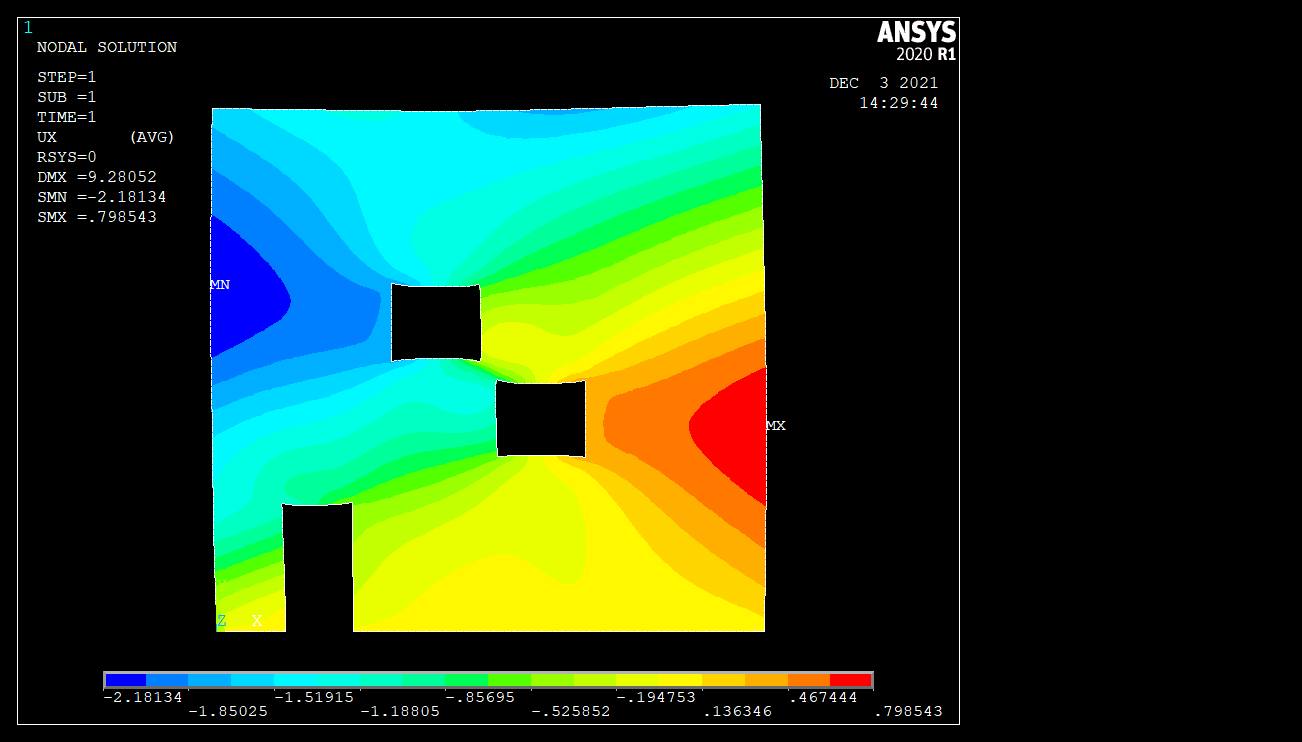 1
NODAL SOLUTION
STEP=1
SUB =1
TIME=1
UX (AVG)
RSYS=0
DMX =9.28052
SMN =-2.18134
SMX =.798543
ANSYS
2020 R1
DEC 3 2021
14:29:44
MN
MX
Z X
-2.18134 -1.51915 -.85695 -.194753 .467444
-1.85025 -1.18805 -.525852 .136346 .798543